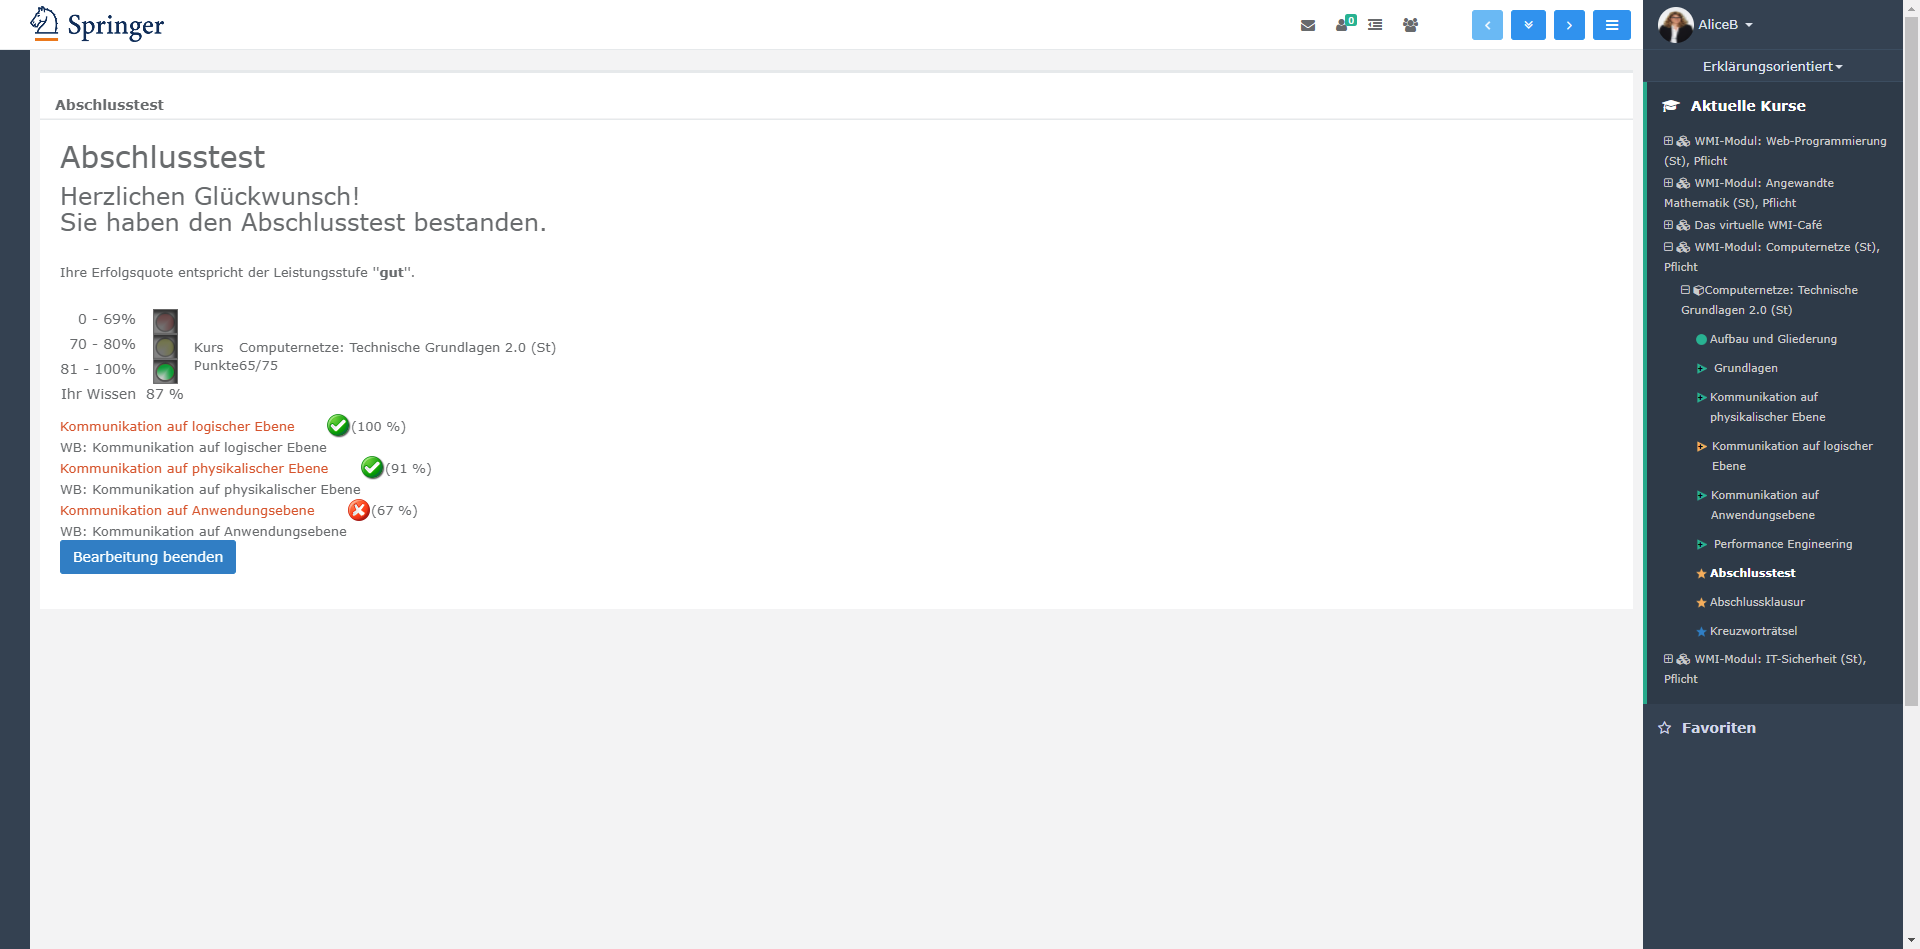 Springer
0
AliceB
Erklärungsorientiert
Abschlusstest
Abschlusstest
Herzlichen Glückwunsch!
Sie haben den Abschlusstest bestanden.
Ihre Erfolgsquote entspricht der Leistungsstufe "gut".
0 - 69%
70 - 80%
81 - 100%
Ihr Wissen 87 %
Kurs Computernetze: Technische Grundlagen 2.0 (St)
Punkte65/75
Kommunikation auf logischer Ebene (100 %)
WB: Kommunikation auf logischer Ebene
Kommunikation auf physikalischer Ebene (91 %)
WB: Kommunikation auf physikalischer Ebene
Kommunikation auf Anwendungsebene (67 %)
WB: Kommunikation auf Anwendungsebene
Bearbeitung beenden
Aktuelle Kurse
WMI-Modul: Web-Programmierung
(St), Pflicht
WMI-Modul: Angewandte
Mathematik (St), Pflicht
Das virtuelle WMI-Café
WMI-Modul: Computernetze (St),
Pflicht
Computernetze: Technische
Grundlagen 2.0 (St)
Aufbau und Gliederung
Grundlagen
Kommunikation auf
physikalischer Ebene
Kommunikation auf logischer
Ebene
Kommunikation auf
Anwendungsebene
Performance Engineering
Abschlusstest
Abschlussklausur
Kreuzworträtsel
WMI-Modul: IT-Sicherheit (St),
Pflicht
Favoriten